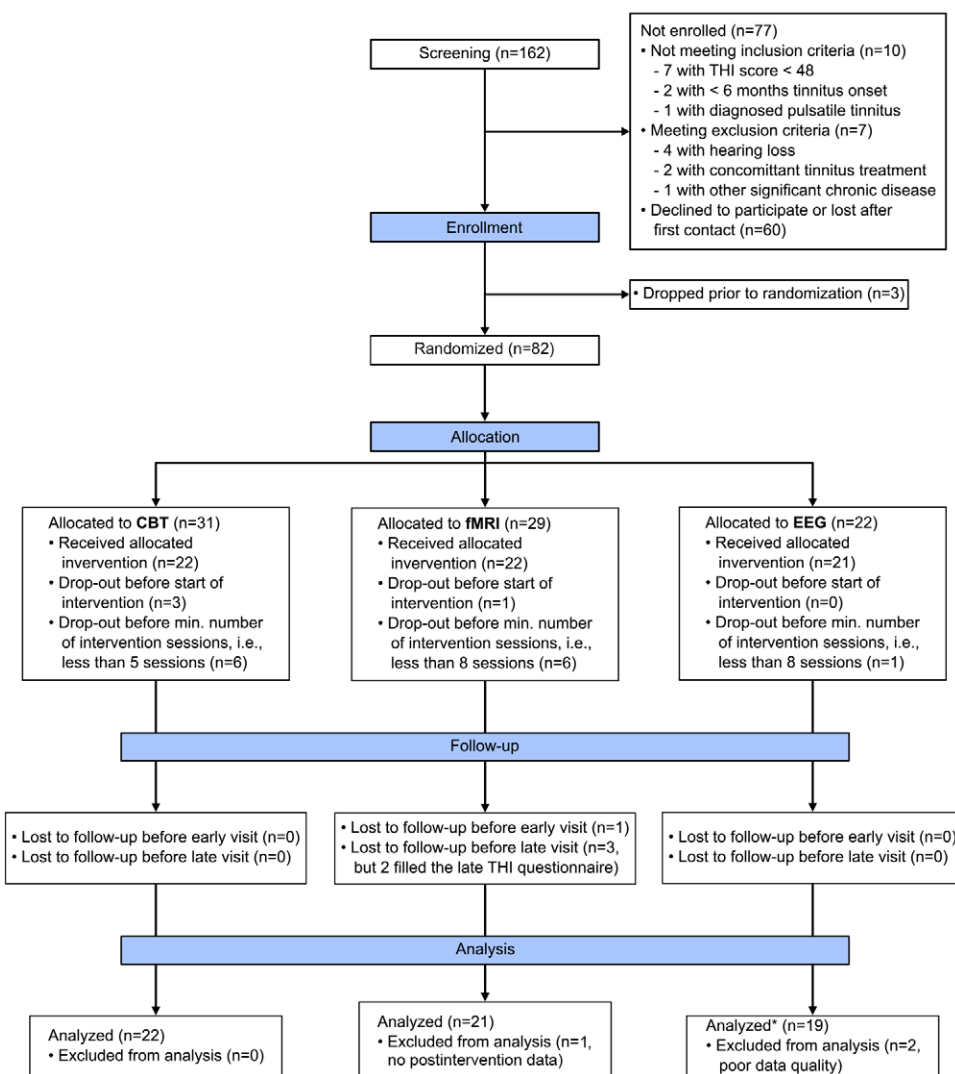 Screening (n=162)
Not enrolled (n=77)
• Not meeting inclusion criteria (n=10)
- 7 with THI score < 48
- 2 with < 6 months tinnitus onset
- 1 with diagnosed pulsatile tinnitus
• Meeting exclusion criteria (n=7)
- 4 with hearing loss
- 2 with concomittant tinnitus treatment
- 1 with other significant chronic disease
• Declined to participate or lost after
first contact (n=60)
Enrollment
• Dropped prior to randomization (n=3)
Randomized (n=82)
Allocation
Allocated to CBT (n=31)
• Received allocated
invervention (n=22)
• Drop-out before start of
intervention (n=3)
• Drop-out before min. number
of intervention sessions, i.e.,
less than 5 sessions (n=6)
Allocated to fMRI (n=29)
• Received allocated
invervention (n=22)
• Drop-out before start of
intervention (n=1)
• Drop-out before min. number
of intervention sessions, i.e.,
less than 8 sessions (n=6)
Allocated to EEG (n=22)
• Received allocated
invervention (n=21)
• Drop-out before start of
intervention (n=0)
• Drop-out before min. number
of intervention sessions, i.e.,
less than 8 sessions (n=1)
Follow-up
• Lost to follow-up before early visit (n=0)
• Lost to follow-up before late visit (n=0)
• Lost to follow-up before early visit (n=1)
• Lost to follow-up before late visit (n=3,
but 2 filled the late THI questionnaire)
• Lost to follow-up before early visit (n=0)
• Lost to follow-up before late visit (n=0)
Analysis
Analyzed (n=22)
• Excluded from analysis (n=0)
Analyzed (n=21)
• Excluded from analysis (n=1,
no postintervention data)
Analyzed* (n=19)
• Excluded from analysis (n=2,
poor data quality)